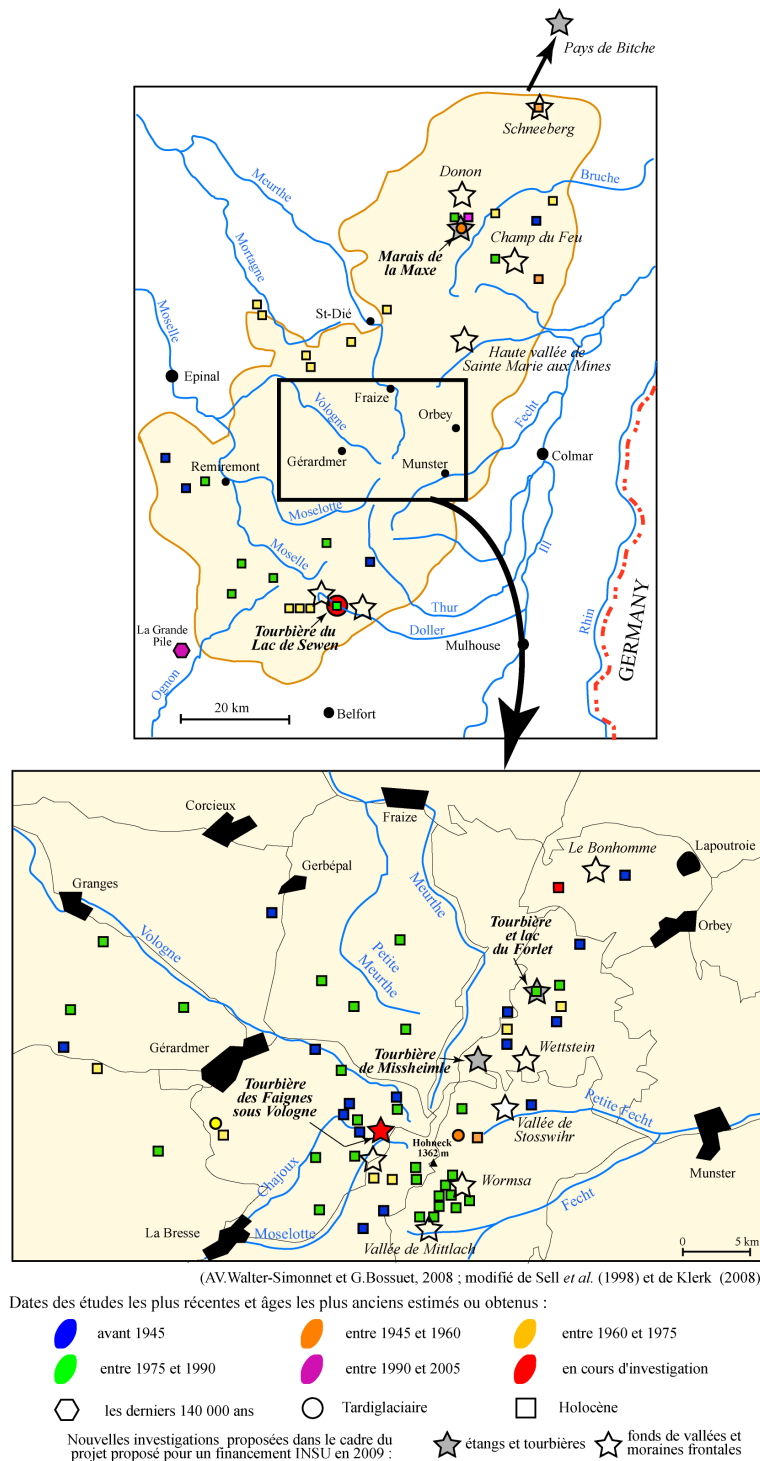 Pays de Bitche
Schneeberg
Donon
Bruche
Meurthe
Mortagne
Champ du Feu
Marais de
la Maxe
Moselle
St-Dié
Haute vallée de
Sainte Marie aux Mines
Epinal
Fraize
Vologne
Orbey
Fecht
Gérardmer
Munster
Colmar
Remiremont
Moselotte
Ill
Moselle
Thur
Rhin
GERMANY
Tourbière du
Lac de Sewen
Doller
Mulhouse
La Grande
Pile
Ognon
20 km
Belfort
Corcieux
Fraize
Le Bonhomme
Lapoutroie
Gerbépal
Granges
Meurthe
Orbey
Vologne
Tourbière
et lac
du Forlet
Petite
Meurthe
Gérardmer
Tourbière
de Missheimle
Wettstein
Tourbière
des Faignes
sous Vologne
Petite Fecht
Vallée de
Stosswihr
Hohneck
1362 m
Munster
Chajoux
Wormsa
Fecht
La Bresse
Moselotte
Vallée de Mittlach
0 5 km
(AV.Walter-Simonnet et G.Bossuet, 2008 ; modifié de Sell et al. (1998) et de Klerk (2008)
Dates des études les plus récentes et âges les plus anciens estimés ou obtenus :
avant 1945 entre 1945 et 1960 entre 1960 et 1975
entre 1975 et 1990 entre 1990 et 2005 en cours d'investigation
les derniers 140 000 ans Tardiglaciaire Holocène
Nouvelles investigations proposées dans le cadre du
projet proposé pour un financement INSU en 2009 :
étangs et tourbières
fonds de vallées et
moraines frontales